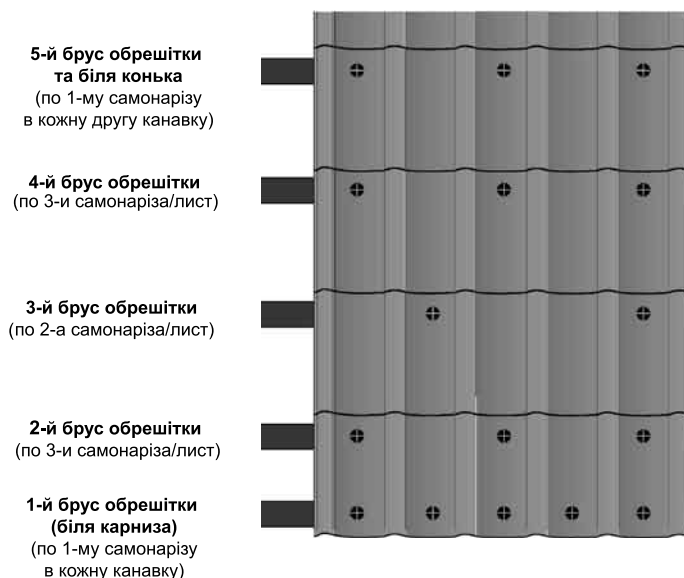 5-й брус обрешітки
та біля конька
(по 1-му самонарізу
в кожну другу канавку)
4-й брус обрешітки
(по 3-и самонаріза/лист)
3-й брус обрешітки
(по 2-а самонаріза/лист)
2-й брус обрешітки
(по 3-и самонаріза/лист)
1-й брус обрешітки
(біля карниза)
(по 1-му самонарізу
в кожну канавку)